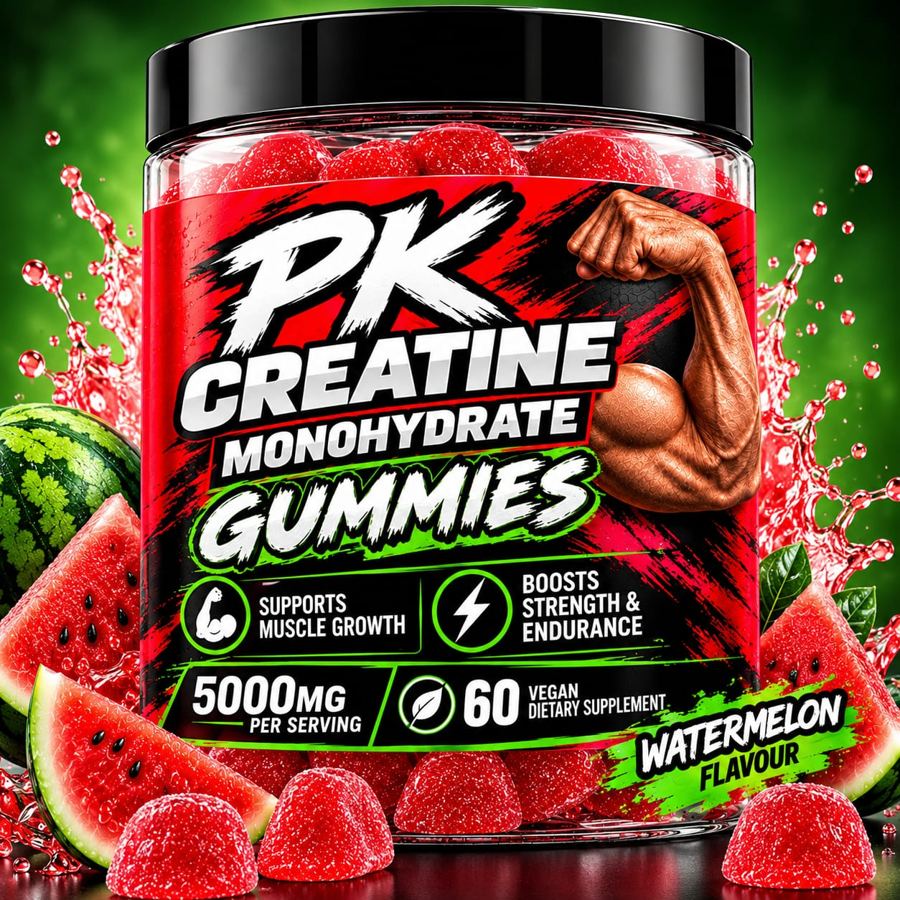 PK
CREATINE
MONOHYDRATE
GUMMIES
SUPPORTS
MUSCLE GROWTH
BOOSTS
STRENGTH &
ENDURANCE
5000MG
PER SERVING
60 VEGAN
DIETARY SUPPLEMENT
WATERMELON
FLAVOUR